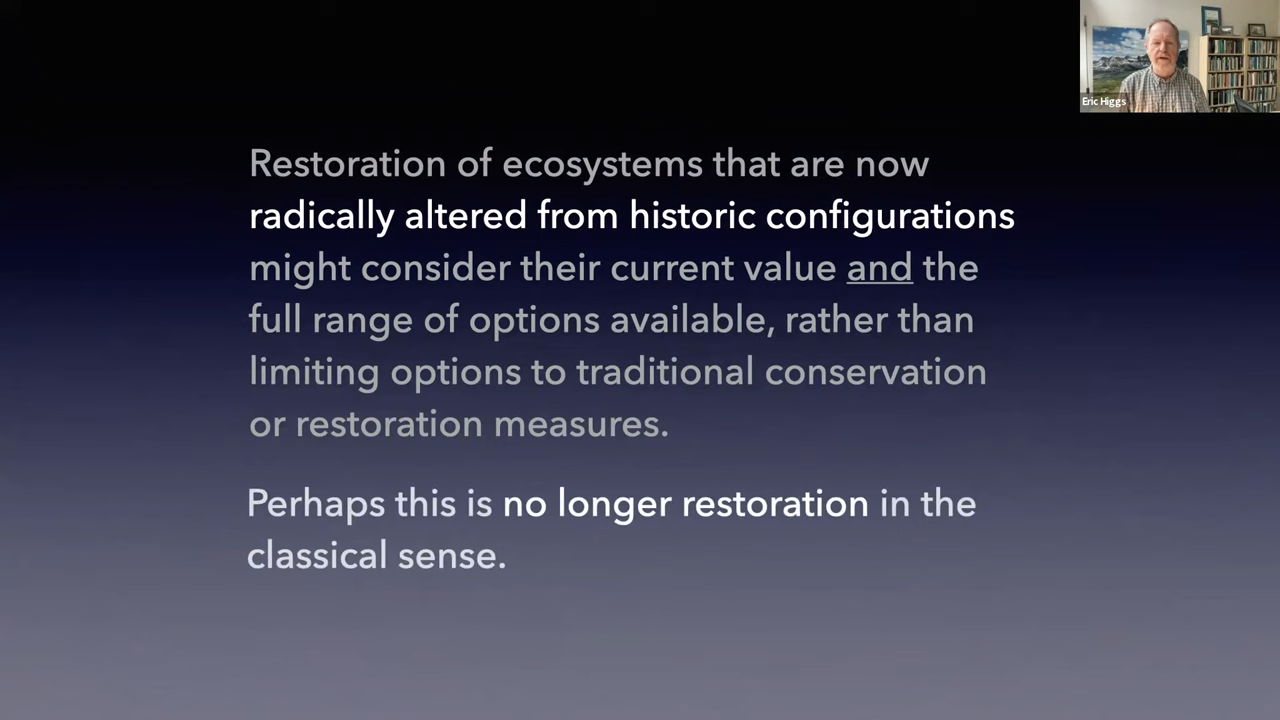 Eric Higgs
Restoration of ecosystems that are now
radically altered from historic configurations
might consider their current value and the
full range of options available, rather than
limiting options to traditional conservation
or restoration measures.
Perhaps this is no longer restoration in the
classical sense.